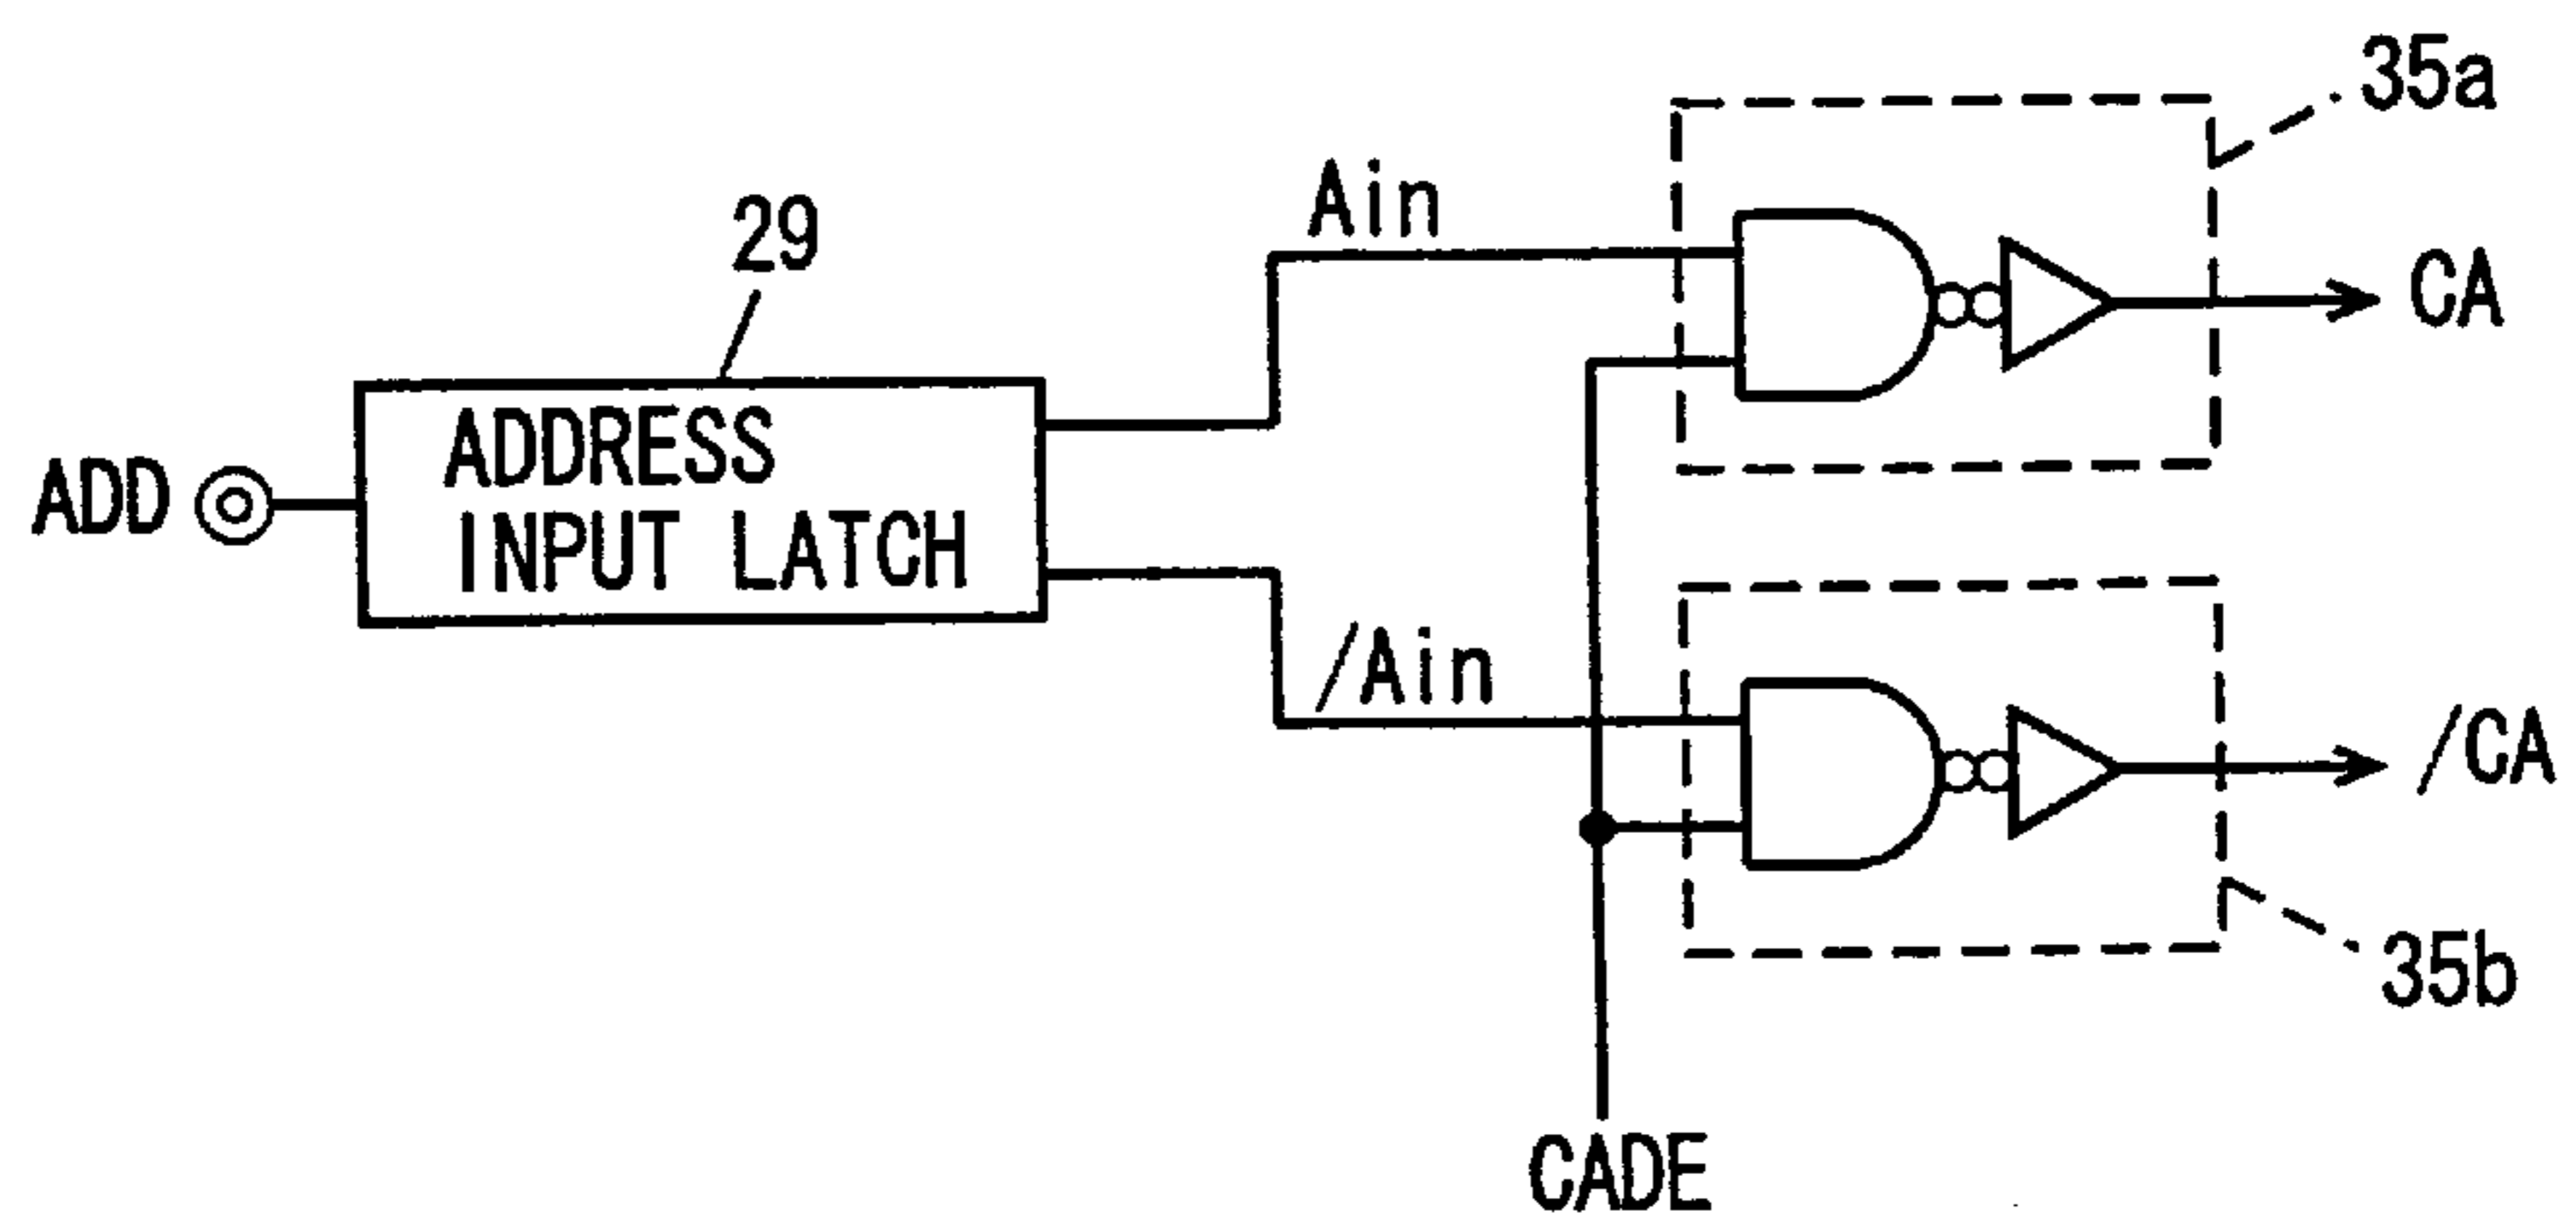 35a
Ain
29
CA
ADDRESS
ADD
INPUT LATCH
/Ain
/CA
35b
CADE